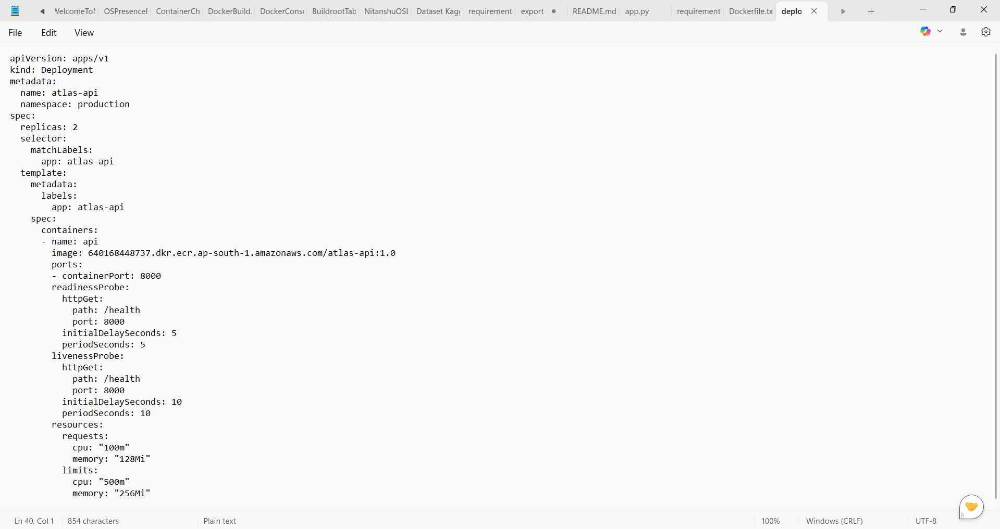 WelcomeToN OSPresenceF ContainerCh DockerBuild. DockerConso BuildrootTab NitanshuOSL Dataset Kagg requirement export README.md app.py requirement Dockerfile.tx deplo
File Edit View
apiVersion: apps/v1
kind: Deployment
metadata:
  name: atlas-api
  namespace: production
spec:
  replicas: 2
  selector:
    matchLabels:
      app: atlas-api
  template:
    metadata:
      labels:
        app: atlas-api
    spec:
      containers:
      - name: api
        image: 640168448737.dkr.ecr.ap-south-1.amazonaws.com/atlas-api:1.0
        ports:
        - containerPort: 8000
        readinessProbe:
          httpGet:
            path: /health
            port: 8000
          initialDelaySeconds: 5
          periodSeconds: 5
        livenessProbe:
          httpGet:
            path: /health
            port: 8000
          initialDelaySeconds: 10
          periodSeconds: 10
        resources:
          requests:
            cpu: "100m"
            memory: "128Mi"
          limits:
            cpu: "500m"
            memory: "256Mi"
Ln 40, Col 1 854 characters Plain text 100% Windows (CRLF) UTF-8